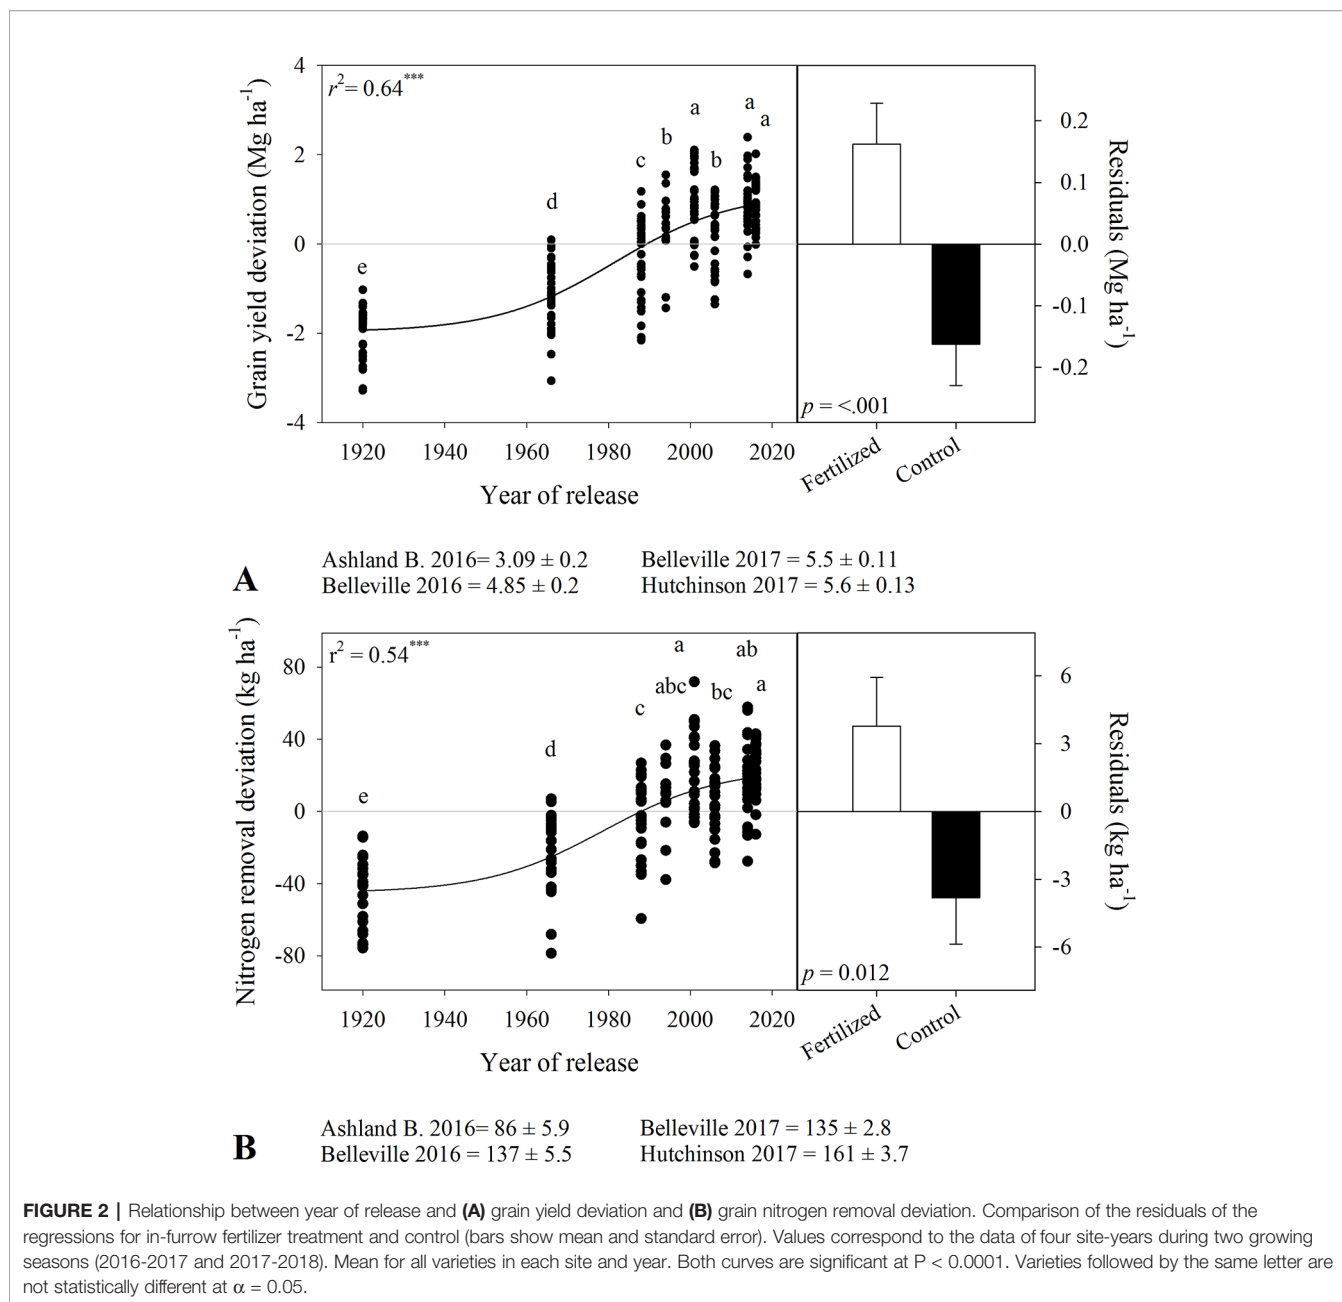 4
2
0
-2
-4
Grain yield deviation (Mg ha⁻¹)
r²= 0.64***
e
d
c
b
a
b
a
a
1920 1940 1960 1980 2000 2020
Year of release
p = <.001
Fertilized
Control
0.2
0.1
0.0
-0.1
-0.2
Residuals (Mg ha⁻¹)
A
Ashland B. 2016= 3.09 ± 0.2 Belleville 2017 = 5.5 ± 0.11
Belleville 2016 = 4.85 ± 0.2 Hutchinson 2017 = 5.6 ± 0.13
80
40
0
-40
-80
Nitrogen removal deviation (kg ha⁻¹)
r² = 0.54***
e
d
c
abc
a
bc
ab
a
1920 1940 1960 1980 2000 2020
Year of release
p = 0.012
Fertilized
Control
6
3
0
-3
-6
Residuals (kg ha⁻¹)
B
Ashland B. 2016= 86 ± 5.9 Belleville 2017 = 135 ± 2.8
Belleville 2016 = 137 ± 5.5 Hutchinson 2017 = 161 ± 3.7
FIGURE 2 | Relationship between year of release and (A) grain yield deviation and (B) grain nitrogen removal deviation. Comparison of the residuals of the
regressions for in-furrow fertilizer treatment and control (bars show mean and standard error). Values correspond to the data of four site-years during two growing
seasons (2016-2017 and 2017-2018). Mean for all varieties in each site and year. Both curves are significant at P < 0.0001. Varieties followed by the same letter are
not statistically different at α = 0.05.